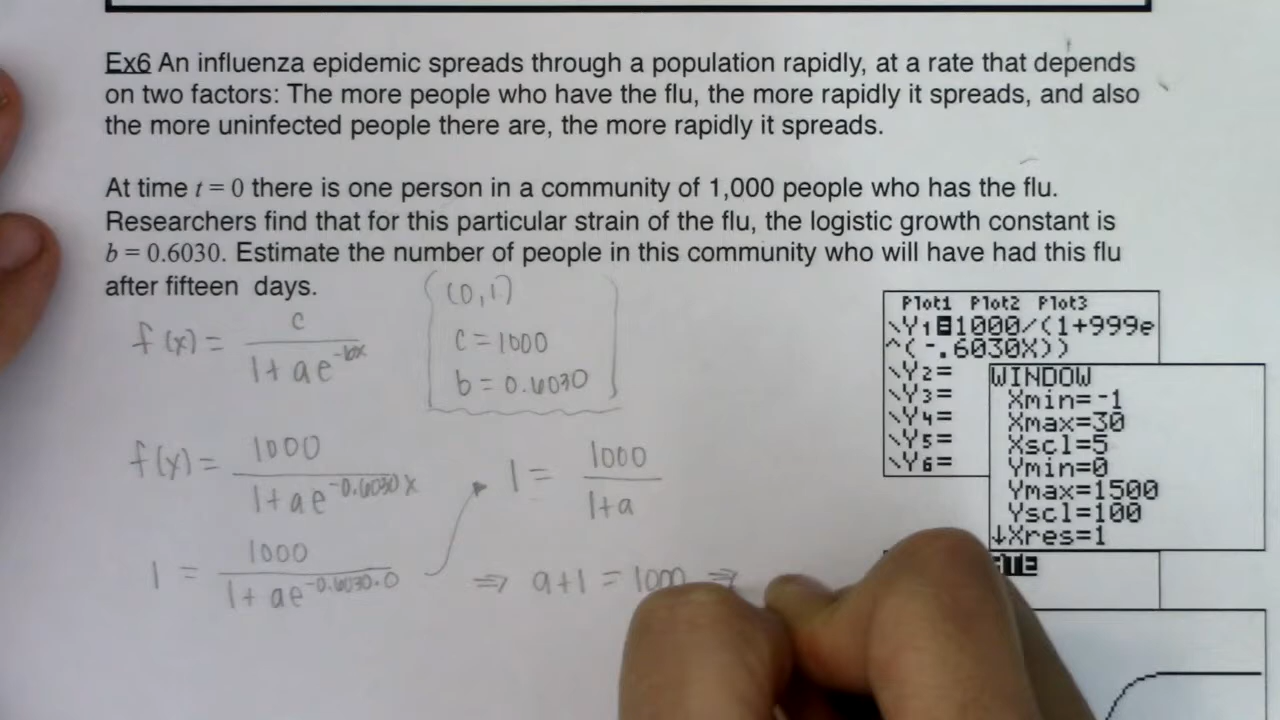 Ex6 An influenza epidemic spreads through a population rapidly, at a rate that depends
on two factors: The more people who have the flu, the more rapidly it spreads, and also
the more uninfected people there are, the more rapidly it spreads.
At time t = 0 there is one person in a community of 1,000 people who has the flu.
Researchers find that for this particular strain of the flu, the logistic growth constant is
b = 0.6030. Estimate the number of people in this community who will have had this flu
after fifteen days.
f(x) = c / 1 + ae^-bx
(0,1)
c = 1000
b = 0.6030
f(x) = 1000 / 1 + ae^-0.6030x
1 = 1000 / 1 + ae^-0.6030·0
1 = 1000 / 1+a
⇒ a+1 = 1000 ⇒
Plot1 Plot2 Plot3
\Y1=1000/(1+999e
^(-.6030X))
\Y2=
\Y3=
\Y4=
\Y5=
\Y6=
WINDOW
Xmin=-1
Xmax=30
Xscl=5
Ymin=0
Ymax=1500
Yscl=100
↓Xres=1